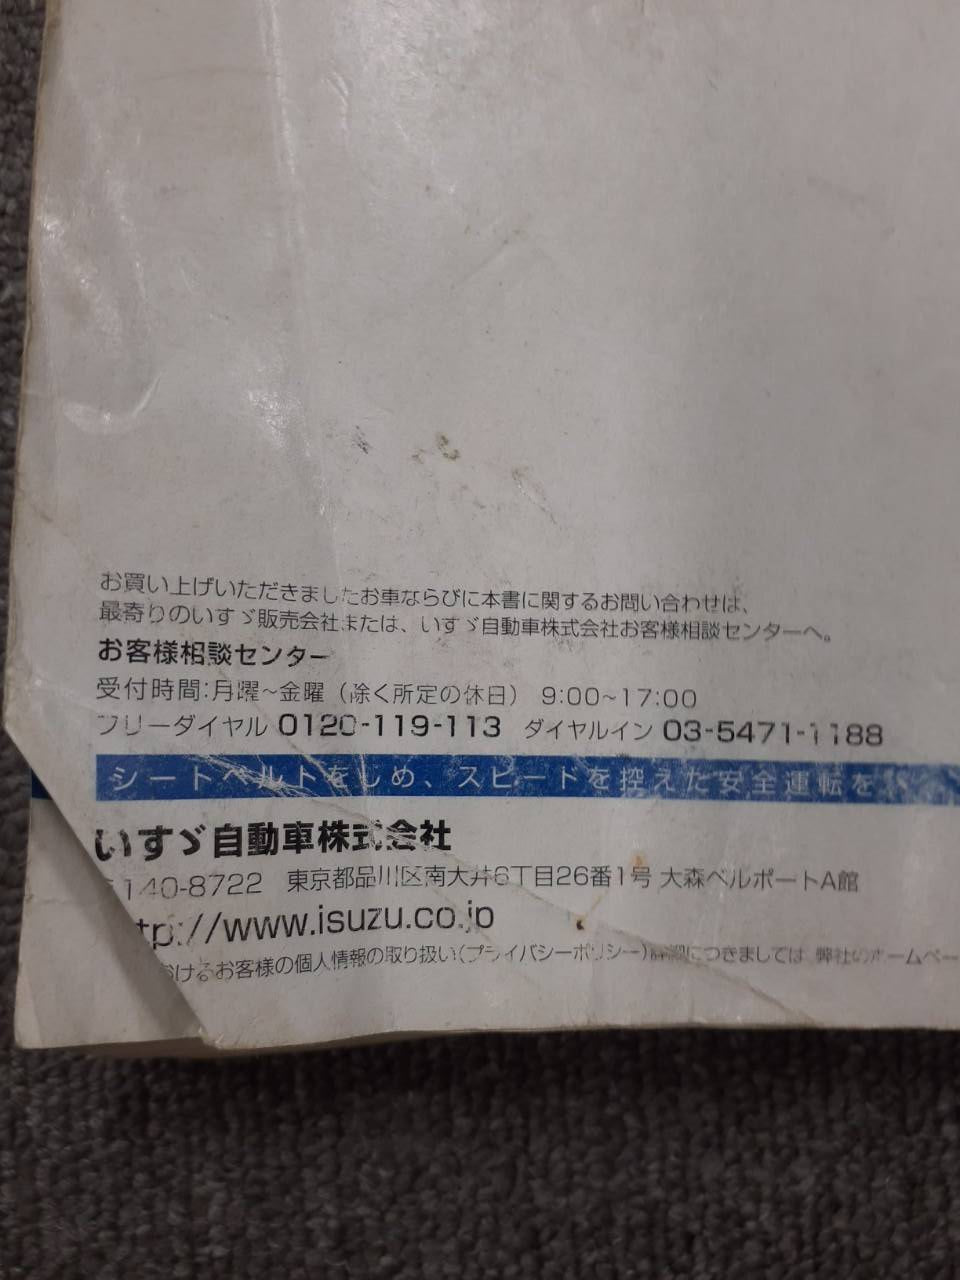 お買い上げいただきましたお車ならびに本書に関するお問い合わせは、
最寄りのいすゞ販売会社または、いすゞ自動車株式会社お客様相談センターへ。
お客様相談センター
受付時間:月曜~金曜（除く所定の休日） 9:00~17:00
フリーダイヤル 0120-119-113 ダイヤルイン 03-5471-1188
シートベルトをしめ、スピードを控えた安全運転を
いすゞ自動車株式会社
140-8722 東京都品川区南大井6丁目26番1号 大森ベルポートA館
tp://www.isuzu.co.jp
おけるお客様の個人情報の取り扱い(プライバシーポリシー)詳細につきましては 弊社のホームペー